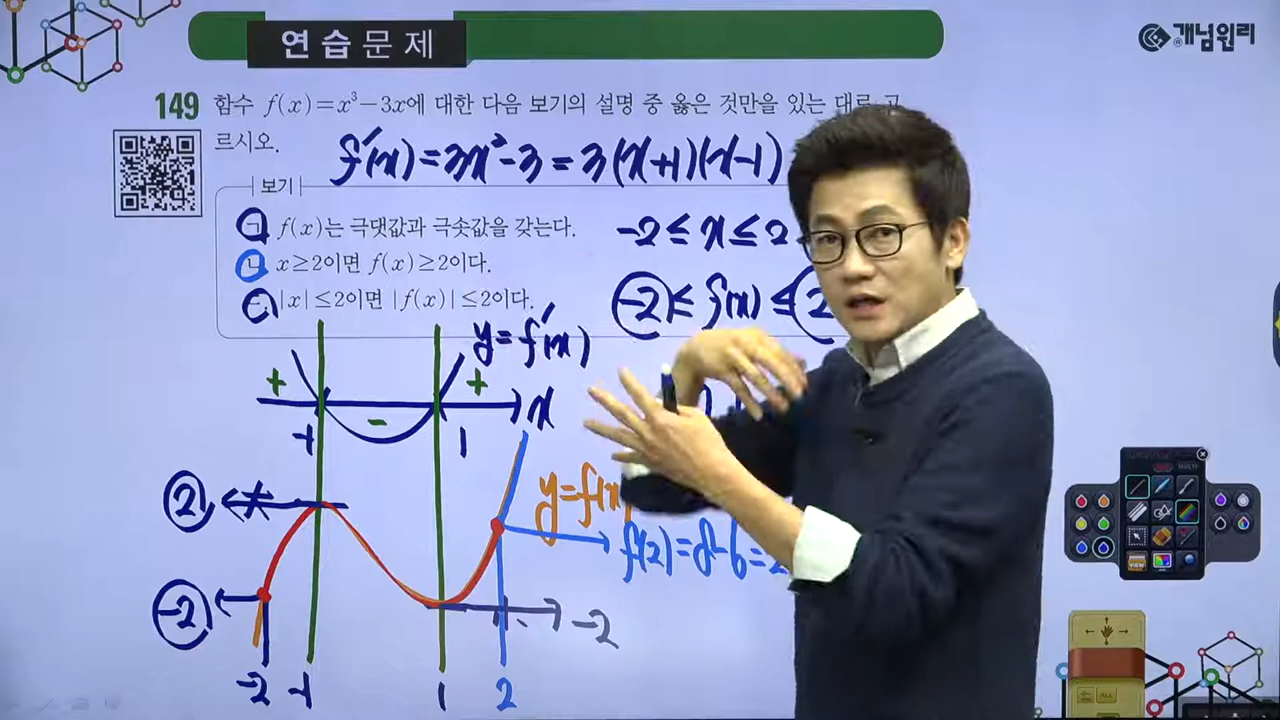 연습문제
개념원리
149 함수 f(x)=x³-3x에 대한 다음 보기의 설명 중 옳은 것만을 있는 대로 고
르시오.
f'(x)=3x²-3=3(x+1)(x-1)
보기
ㄱ f(x)는 극댓값과 극솟값을 갖는다.
-2≤x≤2
ㄴ x≥2이면 f(x)≥2이다.
|x|≤2이면 |f(x)|≤2이다.
-2≤f(x)≤2
y=f'(x)
+ - +
x
-1 1
2
y=f(x)
f(2)=8-6=2
-2
-2
-2 -1 1 2
VIEW
ALL